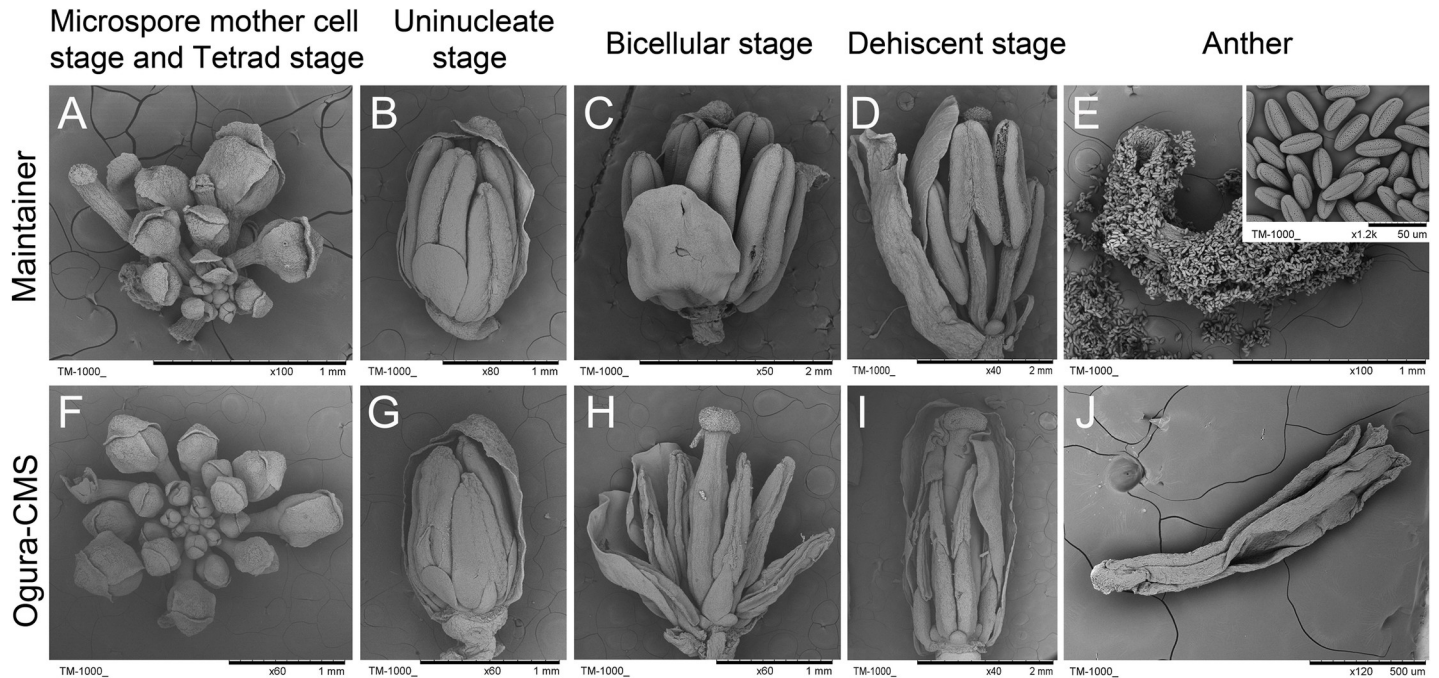 Microspore mother cell
stage and Tetrad stage
Uninucleate
stage
Bicellular stage
Dehiscent stage
Anther
Maintainer
A
B
C
D
E
TM-1000_ x1.2k 50 um
TM-1000_ x100 1 mm
TM-1000_ x80 1 mm
TM-1000_ x50 2 mm
TM-1000_ x40 2 mm
TM-1000_ x100 1 mm
Ogura-CMS
F
G
H
I
J
TM-1000_ x60 1 mm
TM-1000_ x60 1 mm
TM-1000_ x60 1 mm
TM-1000_ x40 2 mm
TM-1000_ x120 500 um